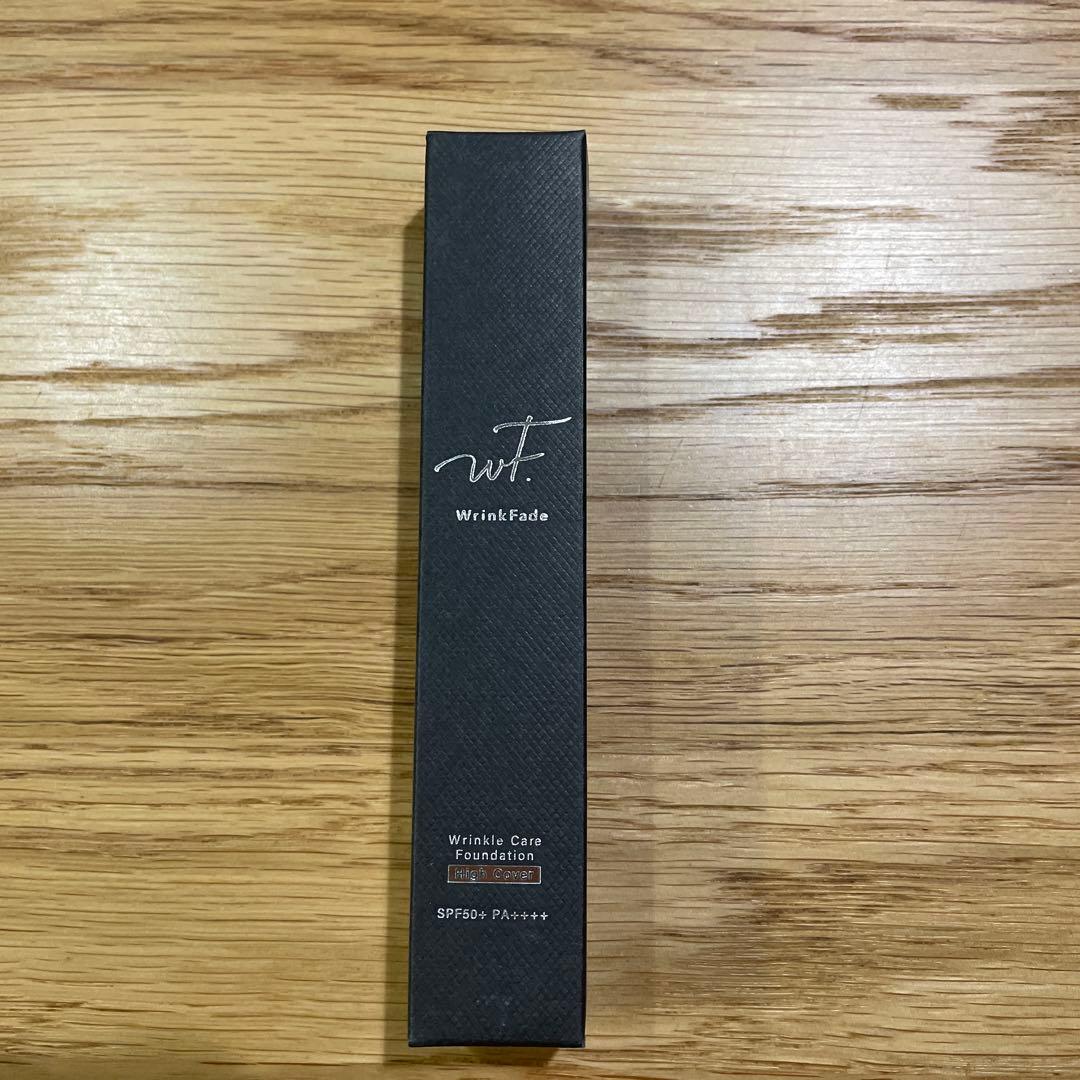 WF.
WrinkFade
Wrinkle Care
Foundation
High Cover
SPF50+ PA++++